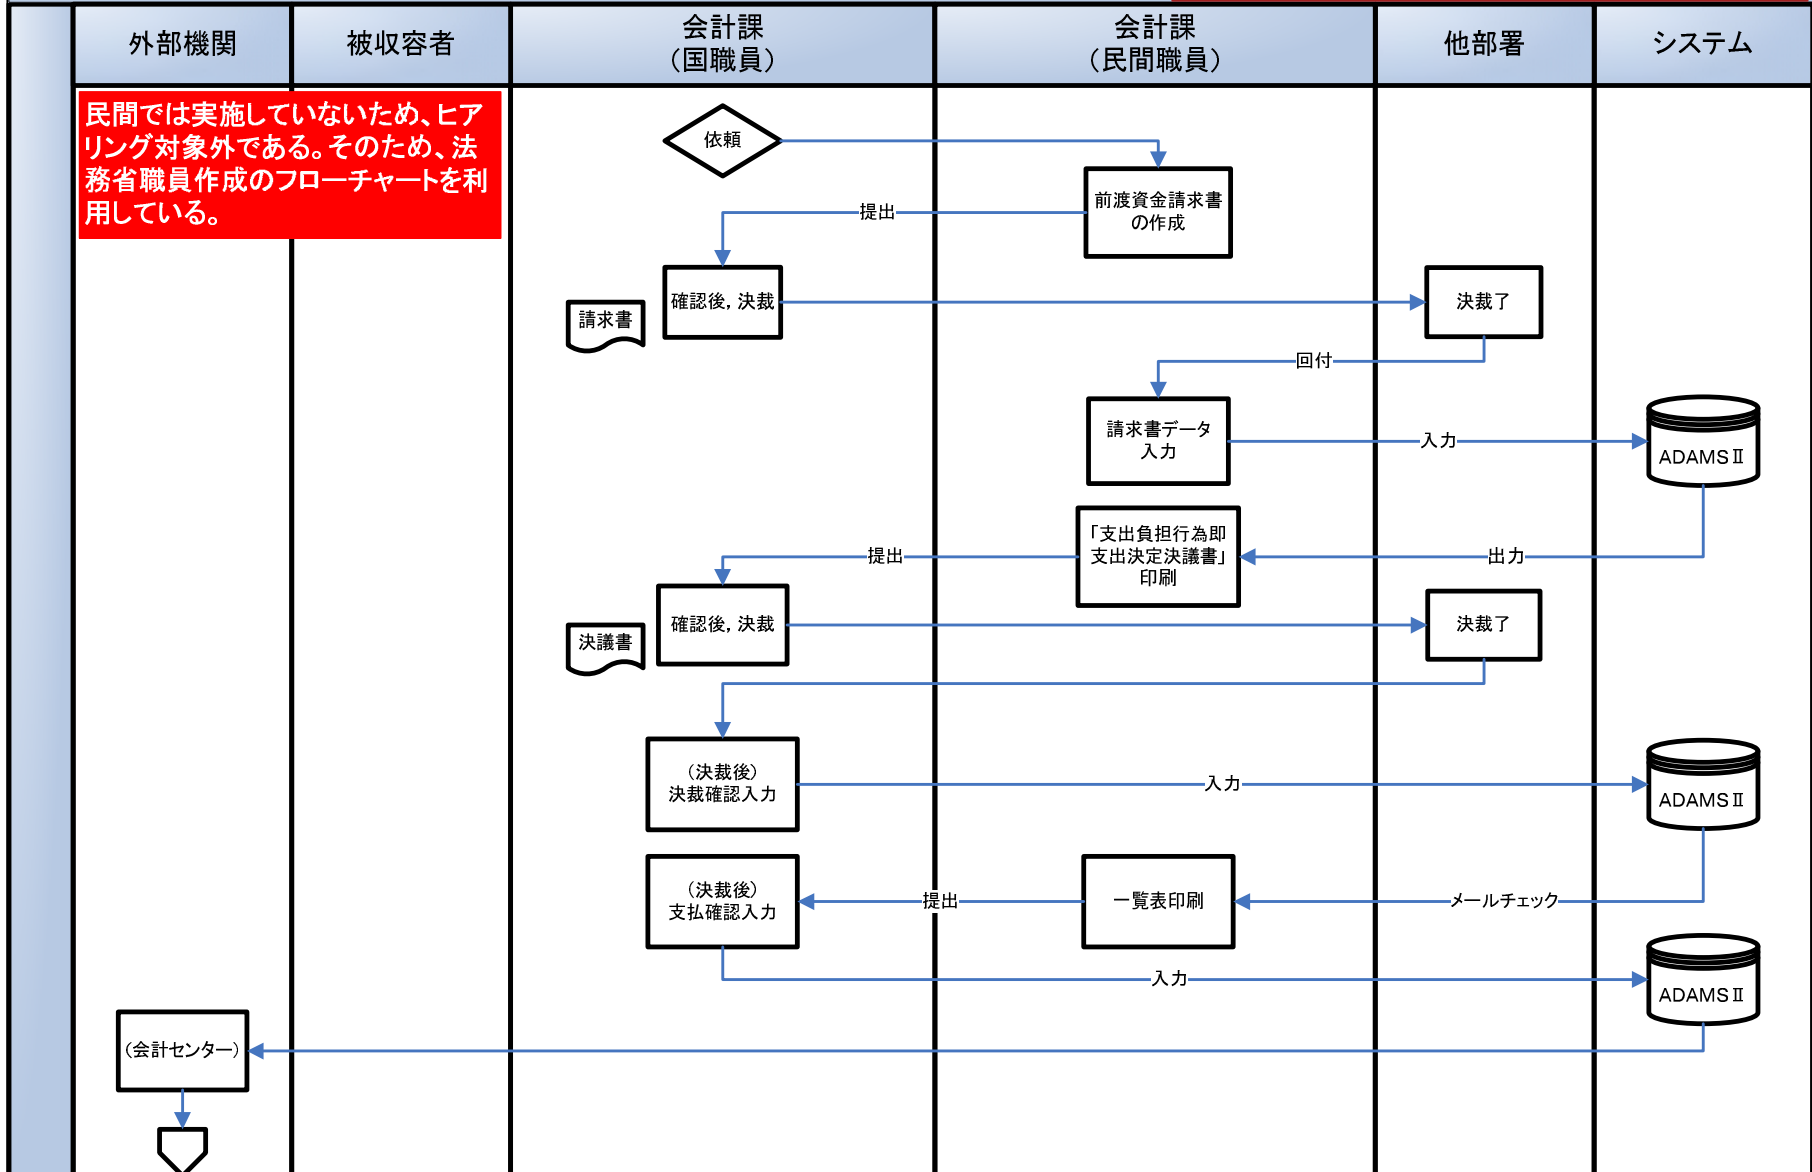 外部機関
被収容者
会計課
（国職員）
会計課
（民間職員）
他部署
システム
民間では実施していないため、ヒア
リング対象外である。そのため、法
務省職員作成のフローチャートを利
用している。
依頼
前渡資金請求書
の作成
提出
確認後，決裁
請求書
決裁了
回付
請求書データ
入力
入力
ADAMSⅡ
「支出負担行為即
支出決定決議書」
印刷
提出
出力
確認後，決裁
決議書
決裁了
（決裁後）
決裁確認入力
入力
ADAMSⅡ
（決裁後）
支払確認入力
提出
一覧表印刷
メールチェック
入力
ADAMSⅡ
（会計センター）